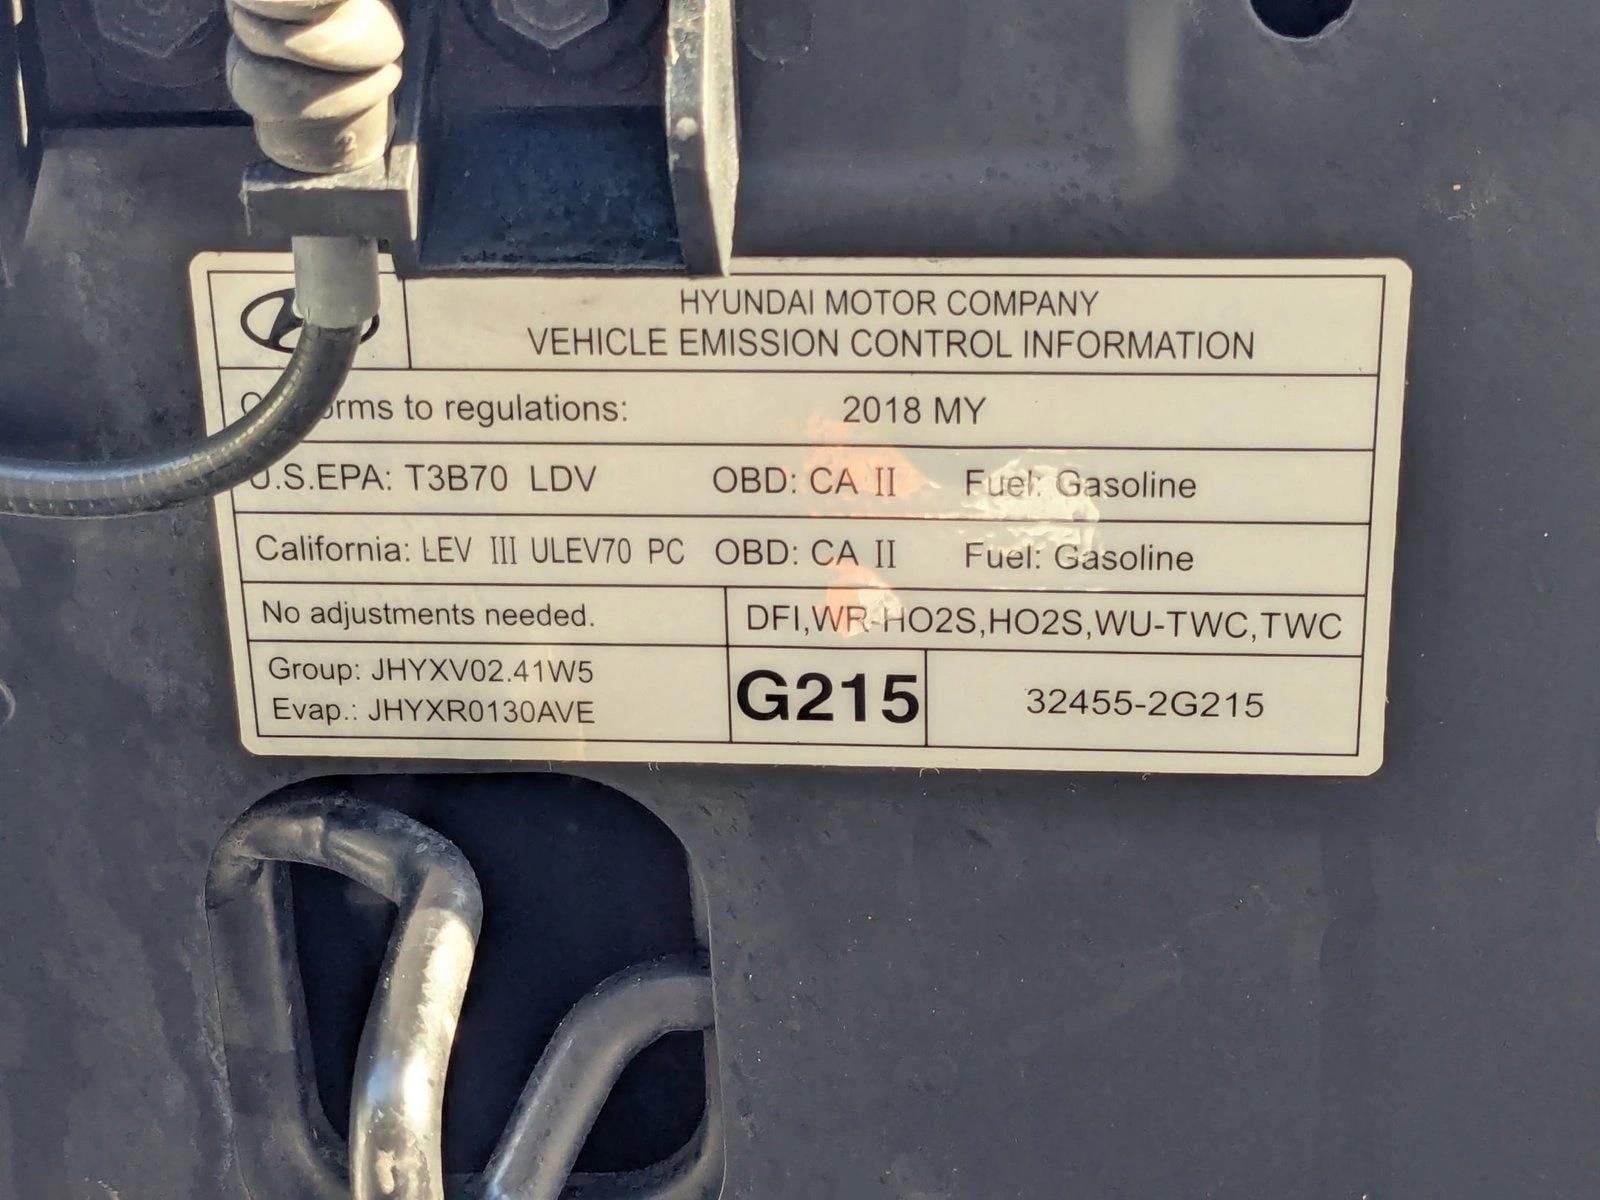 HYUNDAI MOTOR COMPANY
VEHICLE EMISSION CONTROL INFORMATION
to regulations: 2018 MY
U.S.EPA: T3B70 LDV OBD: CA II Fuel: Gasoline
California: LEV III ULEV70 PC OBD: CA II Fuel: Gasoline
No adjustments needed. DFI,WR-HO2S,HO2S,WU-TWC,TWC
Group: JHYXV02.41W5
Evap.: JHYXR0130AVE
G215
32455-2G215